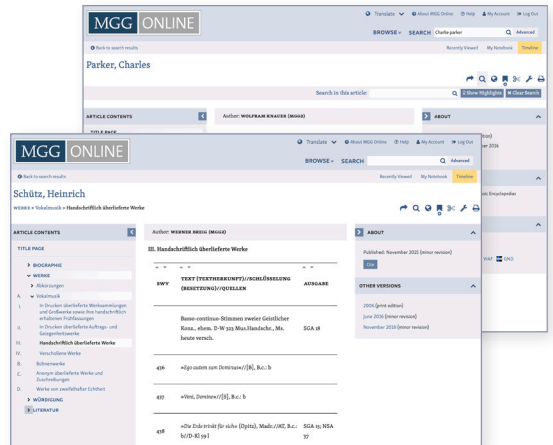 MGG ONLINE
Translate About MGG Online Help My Account Log Out
BROWSE SEARCH Charlie parker Advanced
Back to search results
Recently Viewed My Notebook Timeline
Parker, Charles
Search in this article: Show Highlights Clear Search
ARTICLE CONTENTS
Author: WOLFRAM KNAUER (MGG2)
ABOUT
TITLE PAGE
MGG ONLINE
Translate About MGG Online Help My Account Log Out
BROWSE SEARCH Advanced
Back to search results
Recently Viewed My Notebook Timeline
Schütz, Heinrich
WERKE » Vokalmusik » Handschriftlich überlieferte Werke
ARTICLE CONTENTS
TITLE PAGE
BIOGRAPHIE
WERKE
Abkürzungen
A. Vokalmusik
I. In Drucken überlieferte Werksammlungen
und Großwerke sowie ihre handschriftlich
erhaltenen Frühfassungen
II. In Drucken überlieferte Auftrags- und
Gelegenheitswerke
III. Handschriftlich überlieferte Werke
IV. Verschollene Werke
B. Bühnenwerke
C. Anonym überlieferte Werke und
Zuschreibungen
D. Werke von zweifelhafter Echtheit
WÜRDIGUNG
LITERATUR
Author: WERNER BREIG (MGG2)
III. Handschriftlich überlieferte Werke
SWV
TEXT (TEXTHERKUNFT)//SCHLÜSSELUNG
(BESETZUNG)//QUELLEN
AUSGABE
Basso-continuo-Stimmen zweier Geistlicher
Konz., ehem. D-W 323 Mus.Handschr., Ms.
heute versch.
SGA 18
436 »Ego autem sum Dominus«//[B], B.c.: b
437 »Veni, Domine«//[S], B.c.: b
438 »Die Erde trinkt für sich« (Opitz), Madr.//AT, B.c.:
b//D-Kl 59 l
SGA 15; NSA
37
ABOUT
Published: November 2021 (minor revision)
Cite
OTHER VERSIONS
2006 (print edition)
June 2016 (minor revision)
November 2018 (minor revision)
VIAF GND